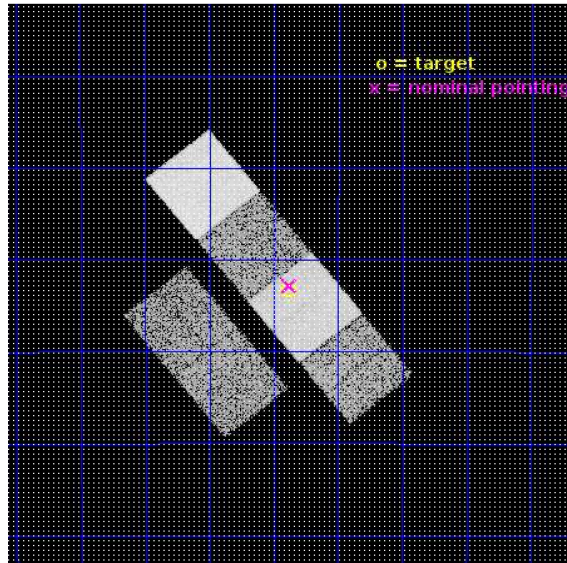 o = target
x = nominal pointing